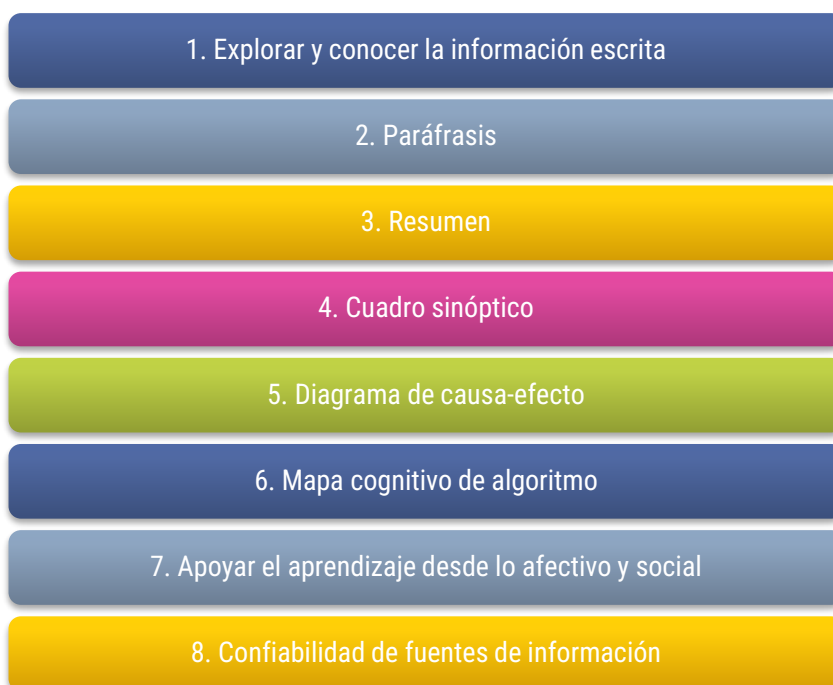 1. Explorar y conocer la información escrita
2. Paráfrasis
3. Resumen
4. Cuadro sinóptico
5. Diagrama de causa-efecto
6. Mapa cognitivo de algoritmo
7. Apoyar el aprendizaje desde lo afectivo y social
8. Confiabilidad de fuentes de información